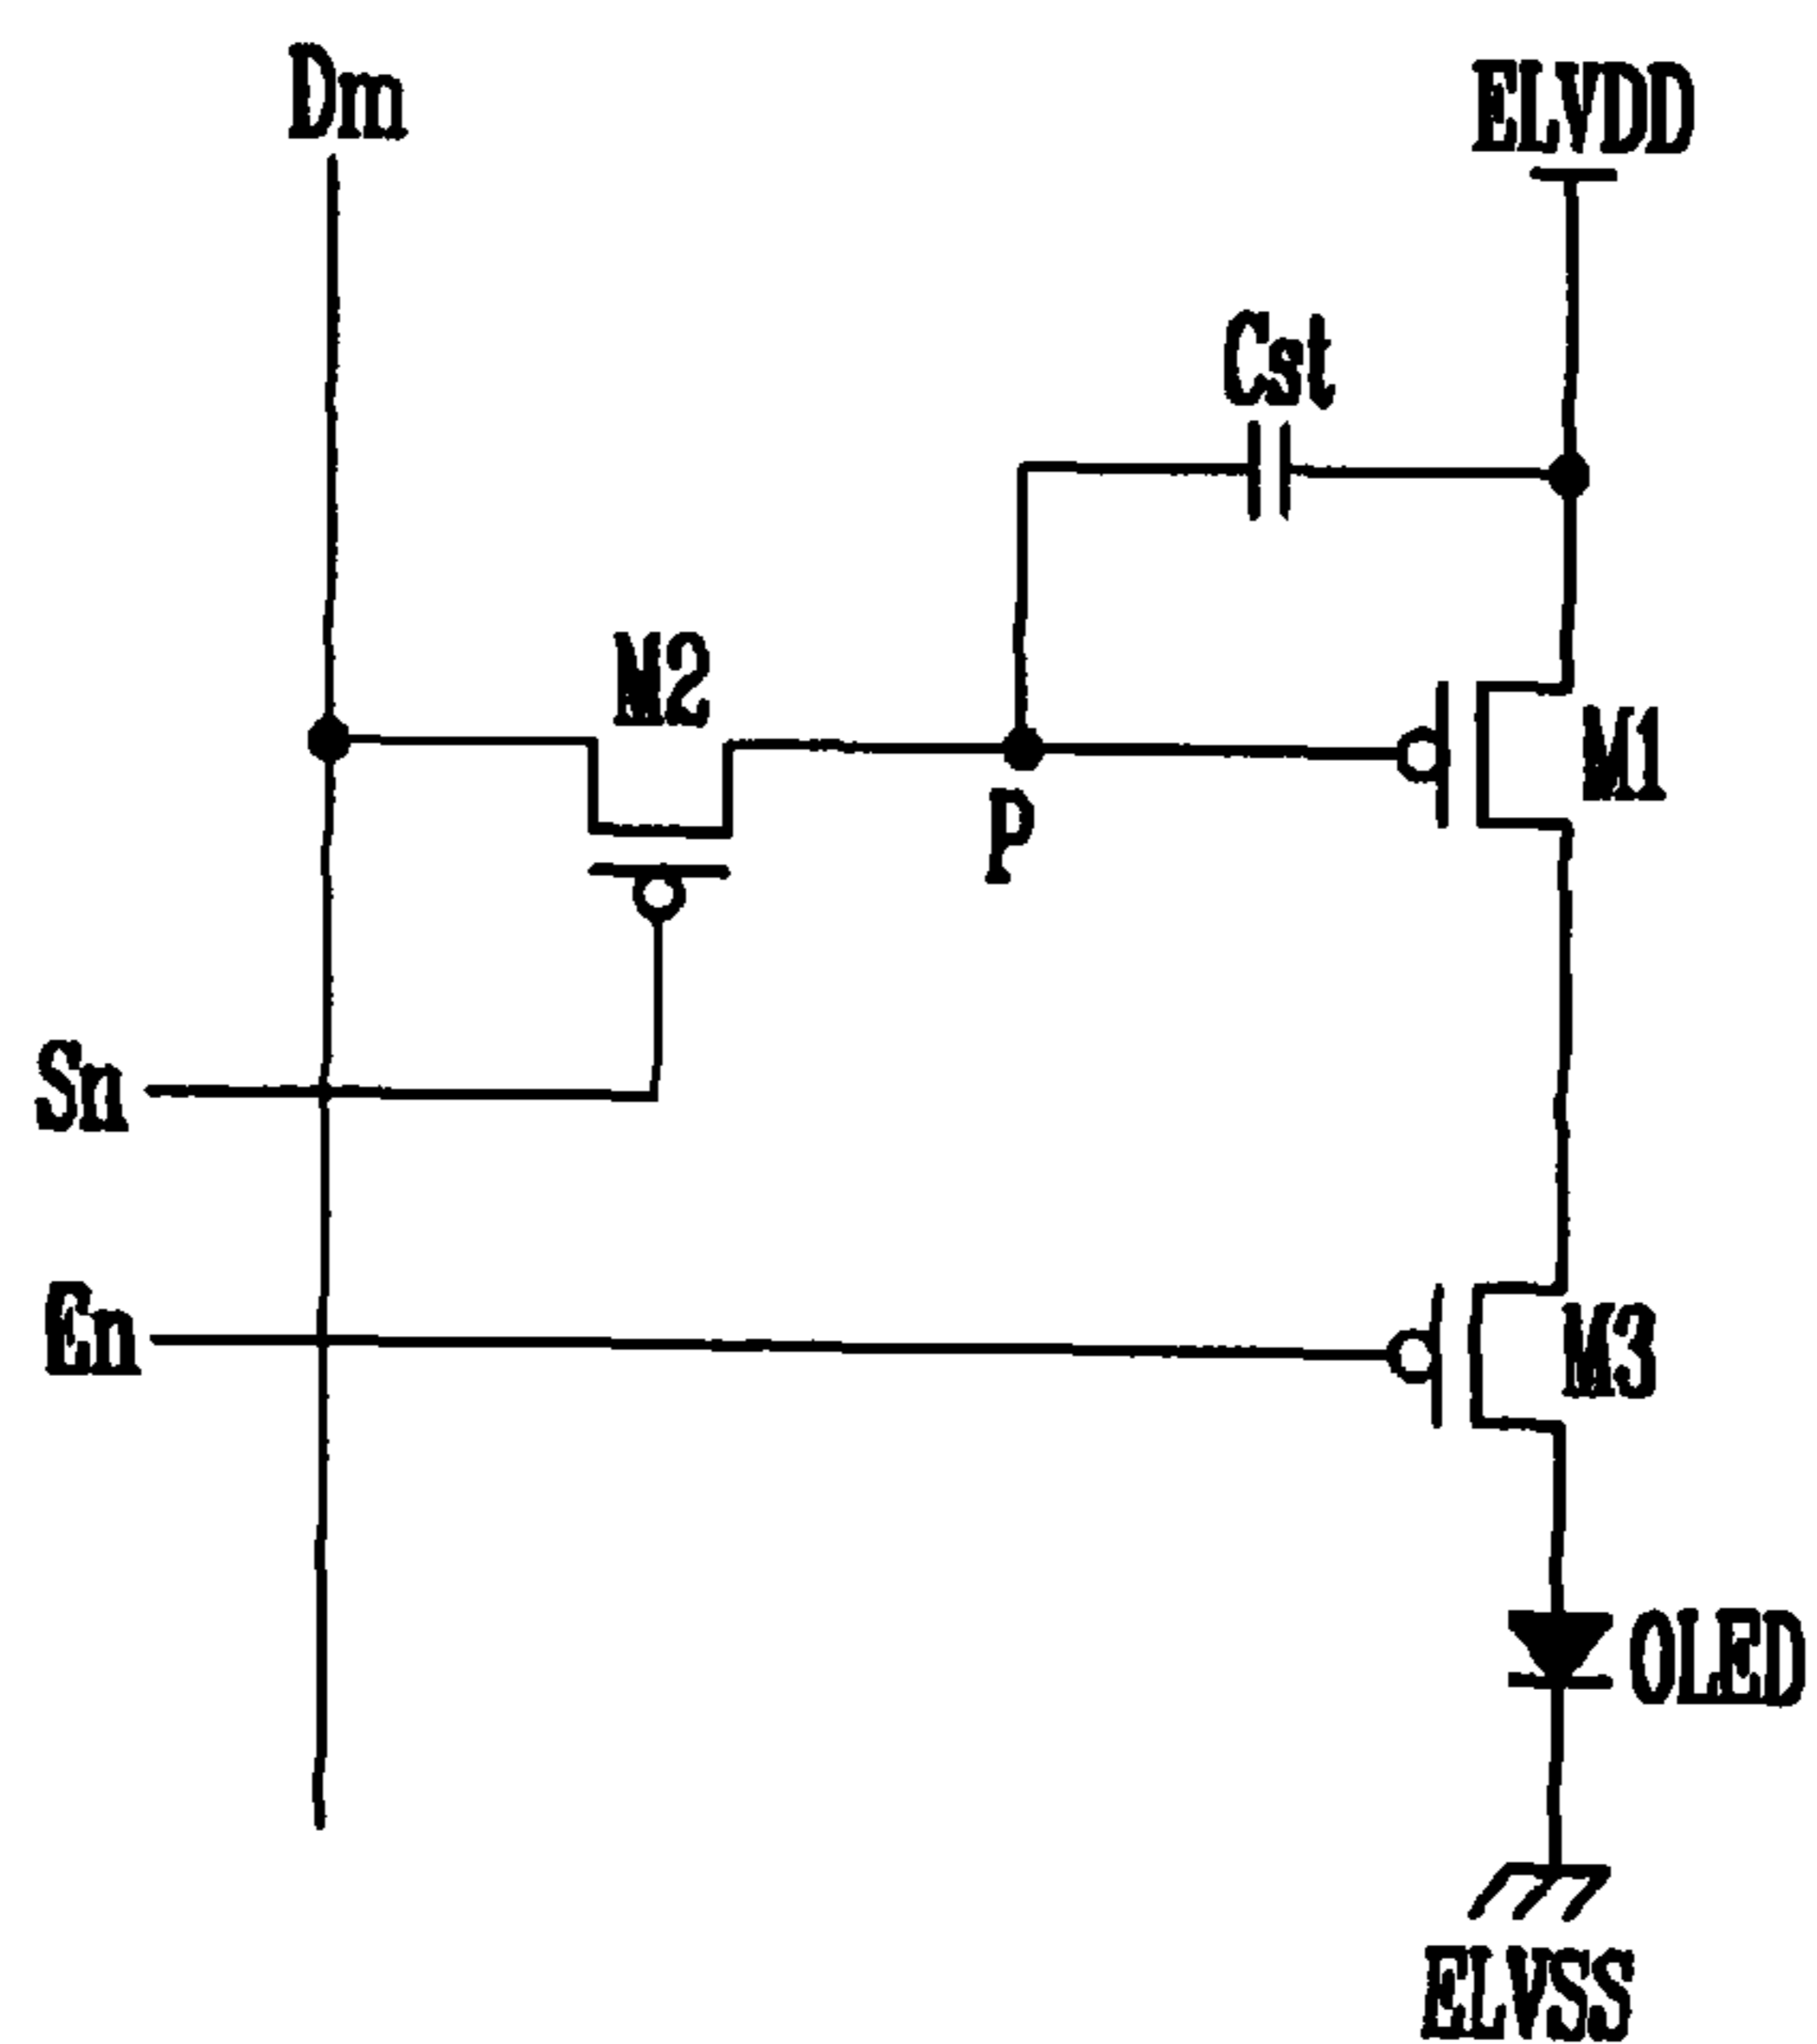 Dm
ELVDD
Cst
M2
M1
P
Sn
En
M3
OLED
ELVSS